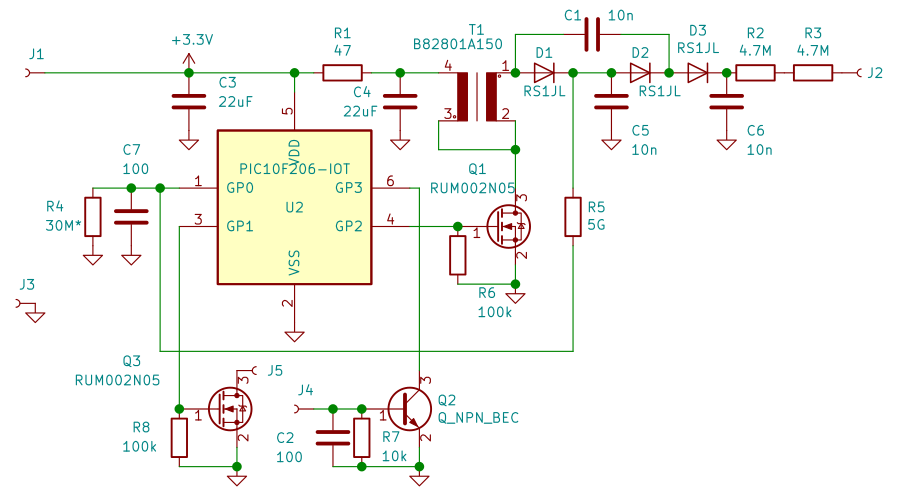 C1
10n
T1
B82801A150
D3
RS1JL
R2
4.7M
R3
4.7M
+3.3V
R1
47
D1
RS1JL
D2
RS1JL
J1
J2
4
1
3
2
C3
22uF
C4
22uF
C5
10n
C6
10n
5
VDD
C7
100
PIC10F206-IOT
Q1
RUM002N05
1
GP0
GP3
6
U2
3
GP1
GP2
4
R4
30M*
3
1
2
R5
5G
VSS
2
R6
100k
J3
Q3
RUM002N05
J5
3
1
2
R8
100k
J4
3
1
2
Q2
Q_NPN_BEC
C2
100
R7
10k